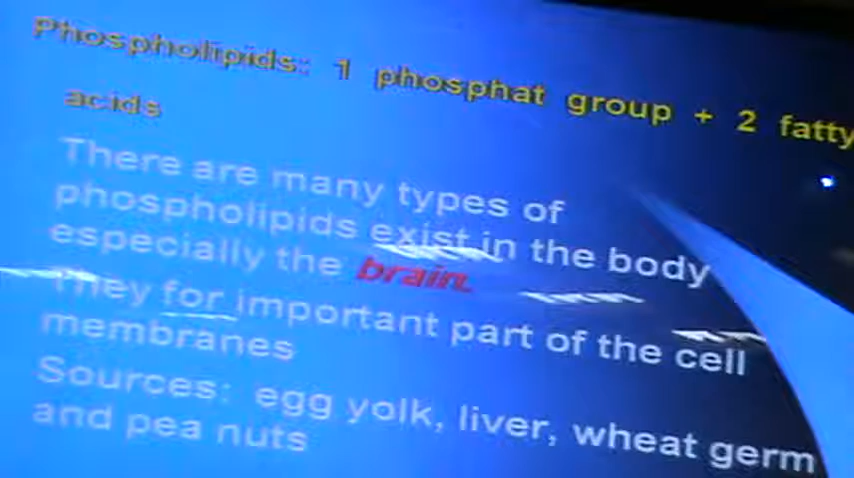 Phospholipids: 1 phosphat group + 2 fatty
acids
There are many types of
phospholipids exist in the body
especially the brain.
They for important part of the cell
membranes
Sources: egg yolk, liver, wheat germ
and pea nuts